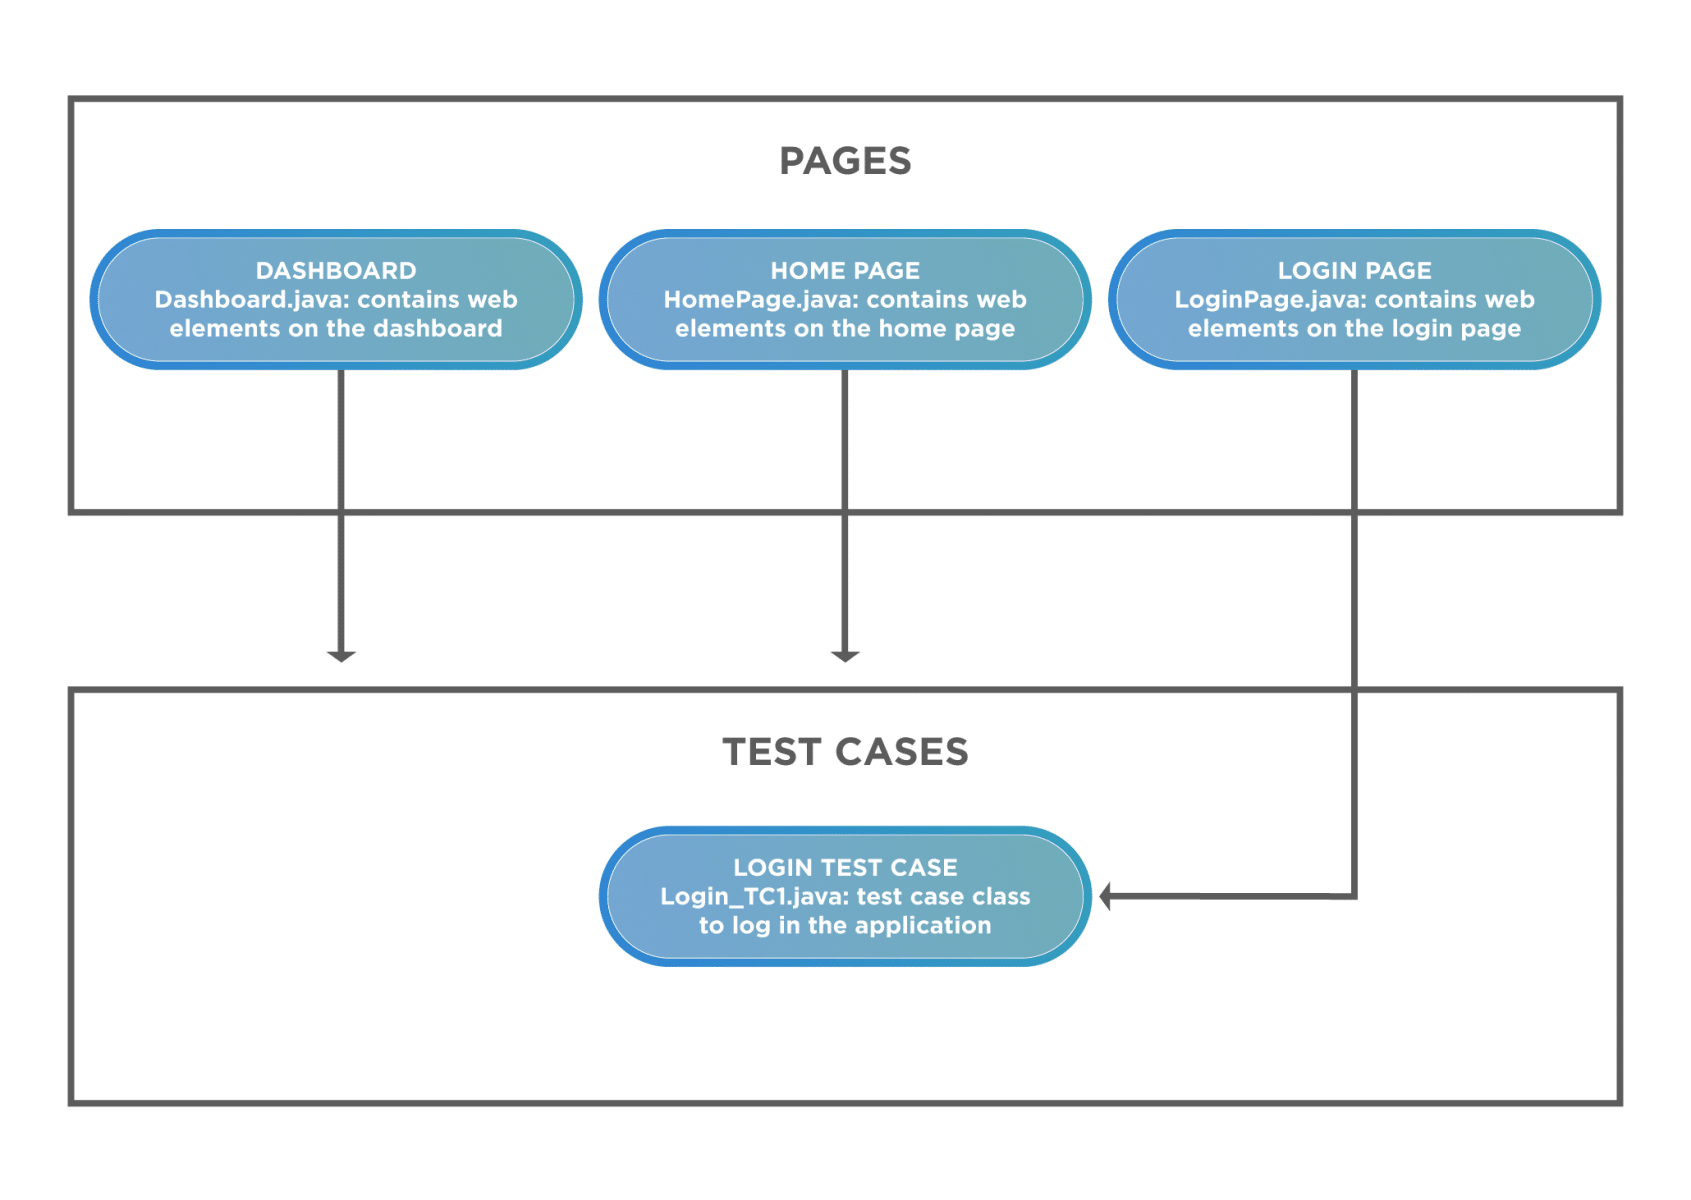 PAGES
DASHBOARD
Dashboard.java: contains web
elements on the dashboard
HOME PAGE
HomePage.java: contains web
elements on the home page
LOGIN PAGE
LoginPage.java: contains web
elements on the login page
TEST CASES
LOGIN TEST CASE
Login_TC1.java: test case class
to log in the application